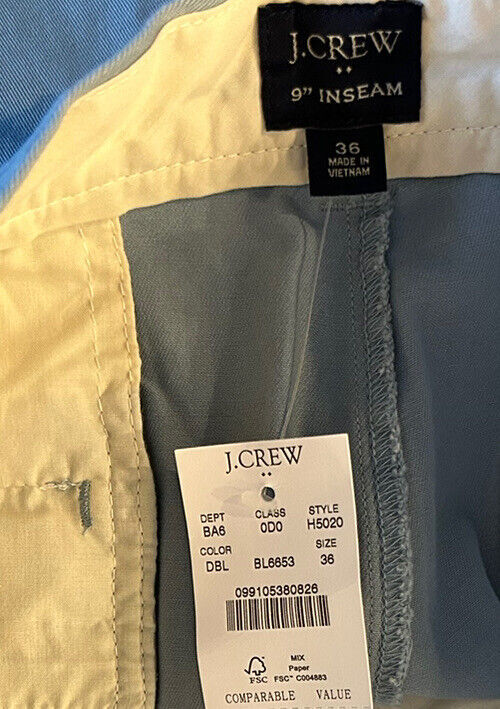 J.CREW
9" INSEAM
36
MADE IN
VIETNAM
J.CREW
DEPT CLASS STYLE
BA6 0D0 H5020
COLOR SIZE
DBL BL6653 36
099105380826
MIX
Paper
FSC FSC™ C004883
COMPARABLE VALUE